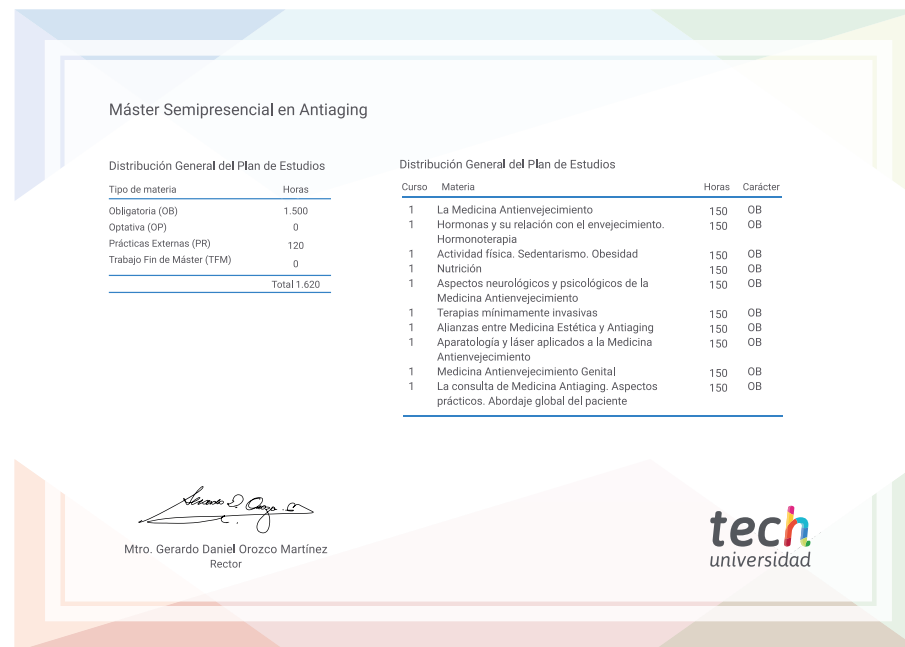 Máster Semipresencial en Antiaging
Distribución General del Plan de Estudios
Tipo de materia Horas
Obligatoria (OB) 1.500
Optativa (OP) 0
Prácticas Externas (PR) 120
Trabajo Fin de Máster (TFM) 0
Total 1.620
Distribución General del Plan de Estudios
Curso Materia Horas Carácter
1 La Medicina Antienvejecimiento 150 OB
1 Hormonas y su relación con el envejecimiento. 150 OB
Hormonoterapia
1 Actividad física. Sedentarismo. Obesidad 150 OB
1 Nutrición 150 OB
1 Aspectos neurológicos y psicológicos de la 150 OB
Medicina Antienvejecimiento
1 Terapias mínimamente invasivas 150 OB
1 Alianzas entre Medicina Estética y Antiaging 150 OB
1 Aparatología y láser aplicados a la Medicina 150 OB
Antienvejecimiento
1 Medicina Antienvejecimiento Genital 150 OB
1 La consulta de Medicina Antiaging. Aspectos 150 OB
prácticos. Abordaje global del paciente
Mtro. Gerardo Daniel Orozco Martínez
Rector
tech
universidad